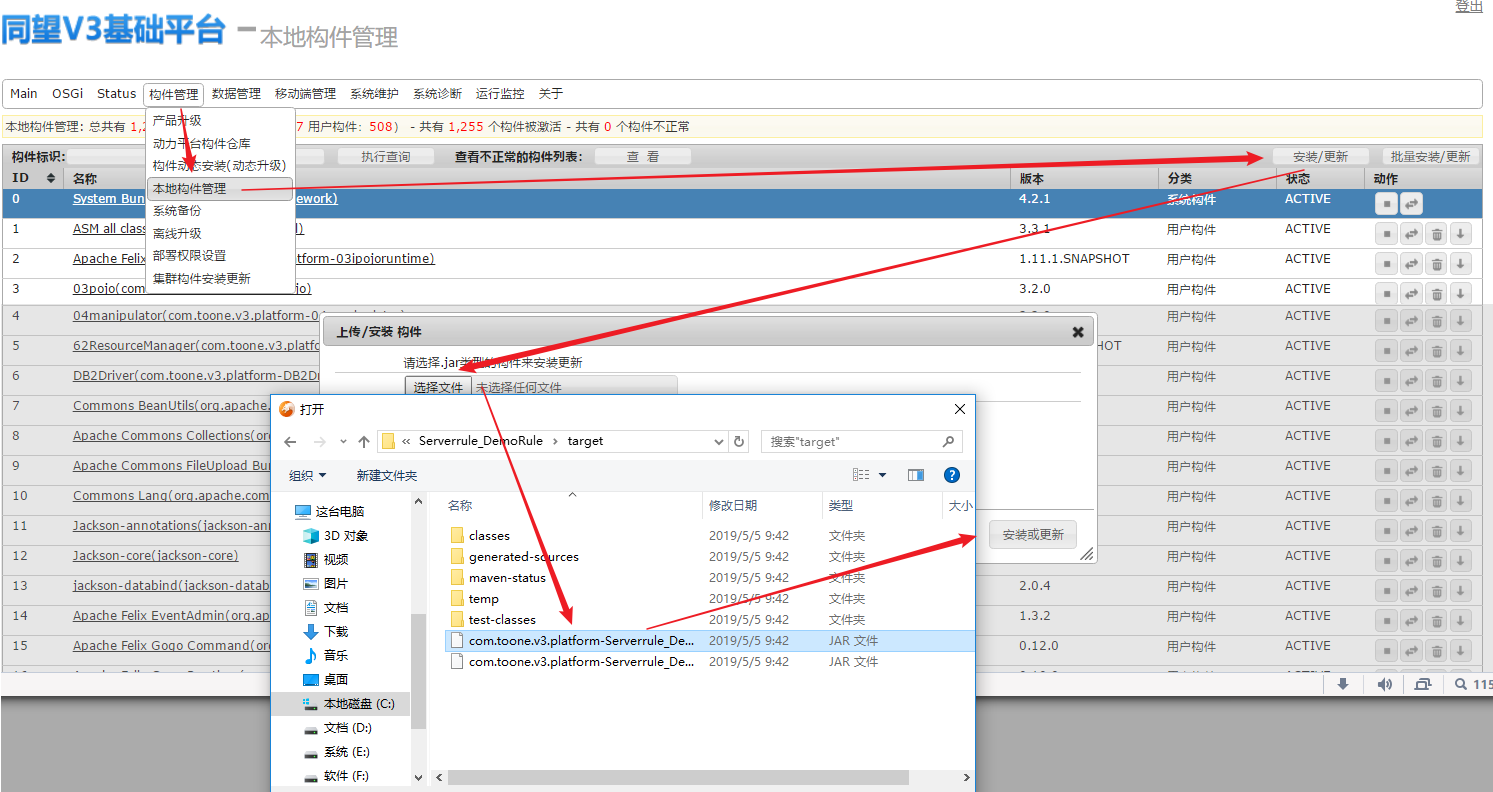 登出
同望V3基础平台 － 本地构件管理
Main OSGi Status 构件管理 数据管理 移动端管理 系统维护 系统诊断 运行监控 关于
本地构件管理：总共有 1,2 7 用户构件：508） - 共有 1,255 个构件被激活 - 共有 0 个构件不正常
产品升级
动力平台构件仓库
构件动态安装(动态升级)
本地构件管理
系统备份
离线升级
部署权限设置
集群构件安装更新
构件标识： 执行查询 查看不正常的构件列表： 查 看 安装/更新 批量安装/更新
ID 名称 版本 分类 状态 动作
0 System Bun ework) 4.2.1 系统构件 ACTIVE
1 ASM all class l) 3.3.1 用户构件 ACTIVE
2 Apache Felix tform-03ipojoruntime) 1.11.1.SNAPSHOT 用户构件 ACTIVE
3 03pojo(com jo) 3.2.0 用户构件 ACTIVE
4 04manipulator(com.toone.v3.platform-0 用户构件 ACTIVE
5 62ResourceManager(com.toone.v3.platfo HOT 用户构件 ACTIVE
6 DB2Driver(com.toone.v3.platform-DB2D 用户构件 ACTIVE
7 Commons BeanUtils(org.apache. 用户构件 ACTIVE
8 Apache Commons Collections(or 用户构件 ACTIVE
9 Apache Commons FileUpload Bu 用户构件 ACTIVE
10 Commons Lang(org.apache.com 用户构件 ACTIVE
11 Jackson-annotations(jackson-an 用户构件 ACTIVE
12 Jackson-core(jackson-core) 用户构件 ACTIVE
13 jackson-databind(jackson-datab 2.0.4 用户构件 ACTIVE
14 Apache Felix EventAdmin(org.ap 1.3.2 用户构件 ACTIVE
15 Apache Felix Gogo Command(or 0.12.0 用户构件 ACTIVE
上传/安装 构件
请选择.jar类型的构件来安装更新
选择文件 未选择任何文件
安装或更新
打开
« Serverrule_DemoRule › target
搜索"target"
组织 新建文件夹
这台电脑
3D 对象
视频
图片
文档
下载
音乐
桌面
本地磁盘 (C:)
文档 (D:)
系统 (E:)
软件 (F:)
名称 修改日期 类型 大小
classes 2019/5/5 9:42 文件夹
generated-sources 2019/5/5 9:42 文件夹
maven-status 2019/5/5 9:42 文件夹
temp 2019/5/5 9:42 文件夹
test-classes 2019/5/5 9:42 文件夹
com.toone.v3.platform-Serverrule_De... 2019/5/5 9:42 JAR 文件
com.toone.v3.platform-Serverrule_De... 2019/5/5 9:42 JAR 文件
115